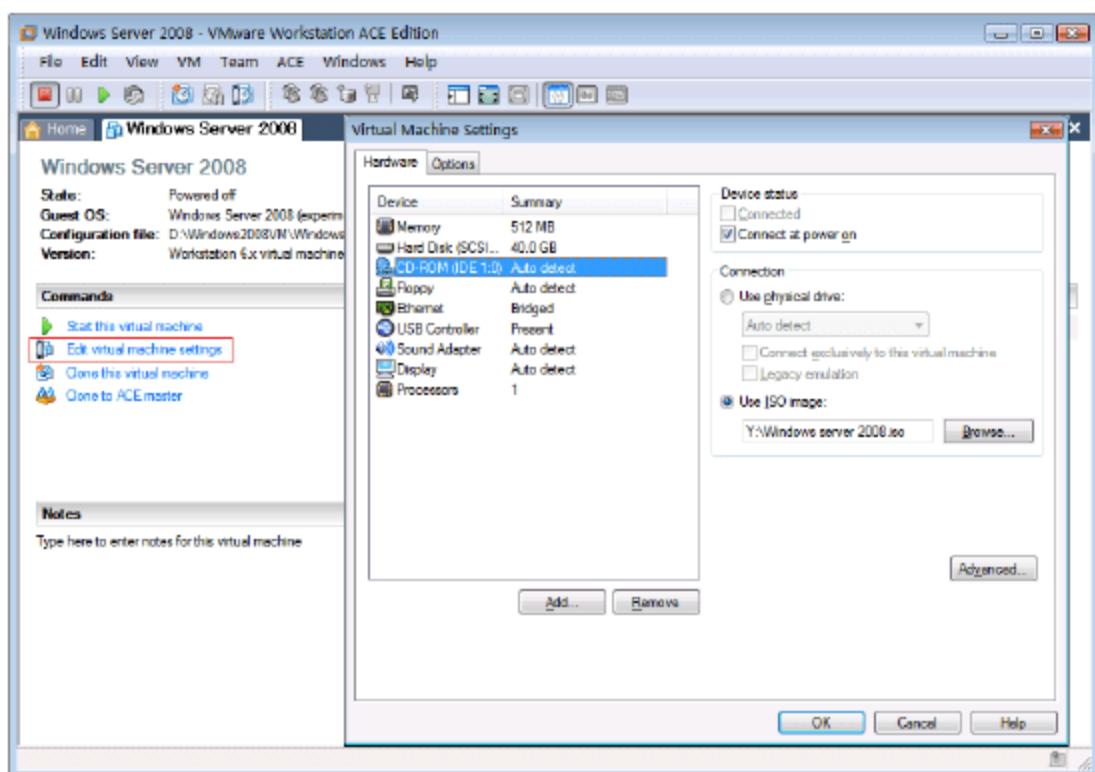 Windows Server 2008 - VMware Workstation ACE Edition
File Edit View VM Team ACE Windows Help
Home Windows Server 2008
Windows Server 2008
State: Powered off
Guest OS: Windows Server 2008 (experim
Configuration file: D:\Windows2008VM\Windows
Version: Workstation 6.x virtual machine
Commands
Start this virtual machine
Edit virtual machine settings
Clone this virtual machine
Clone to ACE master
Notes
Type here to enter notes for this virtual machine
Virtual Machine Settings
Hardware Options
Device Summary
Memory 512 MB
Hard Disk (SCSI... 40.0 GB
CD-ROM (IDE 1:0) Auto detect
Floppy Auto detect
Ethernet Bridged
USB Controller Present
Sound Adapter Auto detect
Display Auto detect
Processors 1
Add... Remove
Device status
Connected
Connect at power on
Connection
Use physical drive:
Auto detect
Connect exclusively to this virtual machine
Legacy emulation
Use ISO image:
Y:\Windows server 2008.iso Browse...
Advanced...
OK Cancel Help